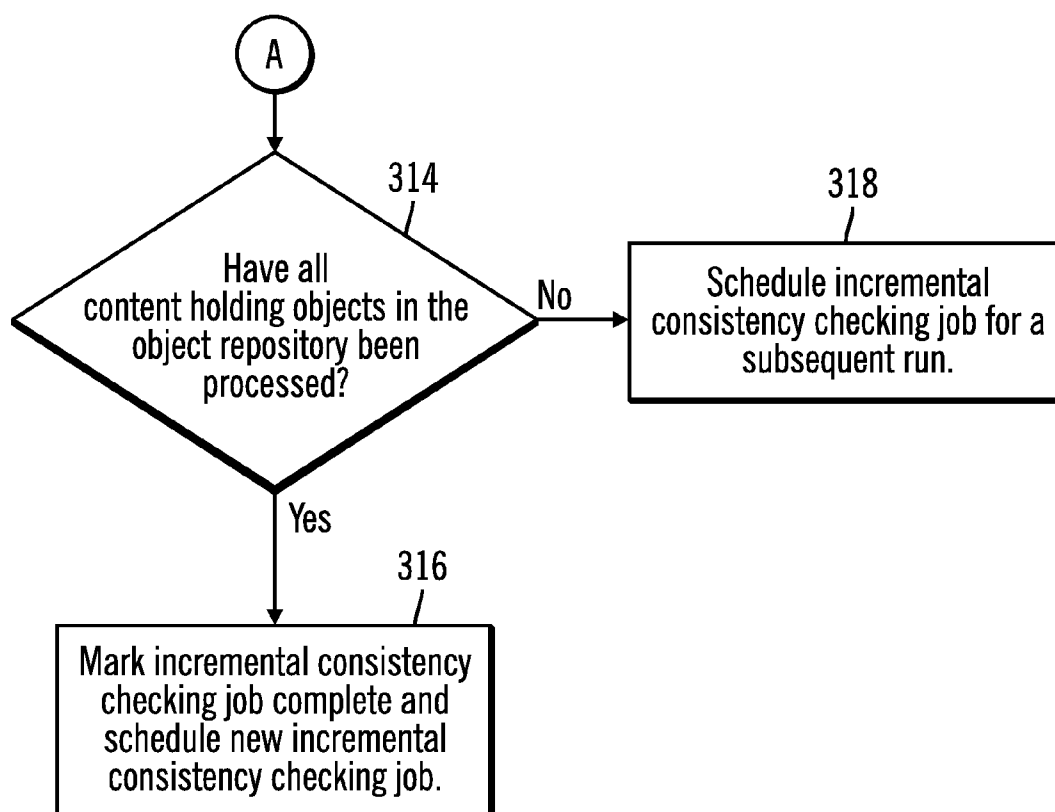 A
314
Have all
content holding objects in the
object repository been
processed?
No
318
Schedule incremental
consistency checking job for a
subsequent run.
Yes
316
Mark incremental consistency
checking job complete and
schedule new incremental
consistency checking job.